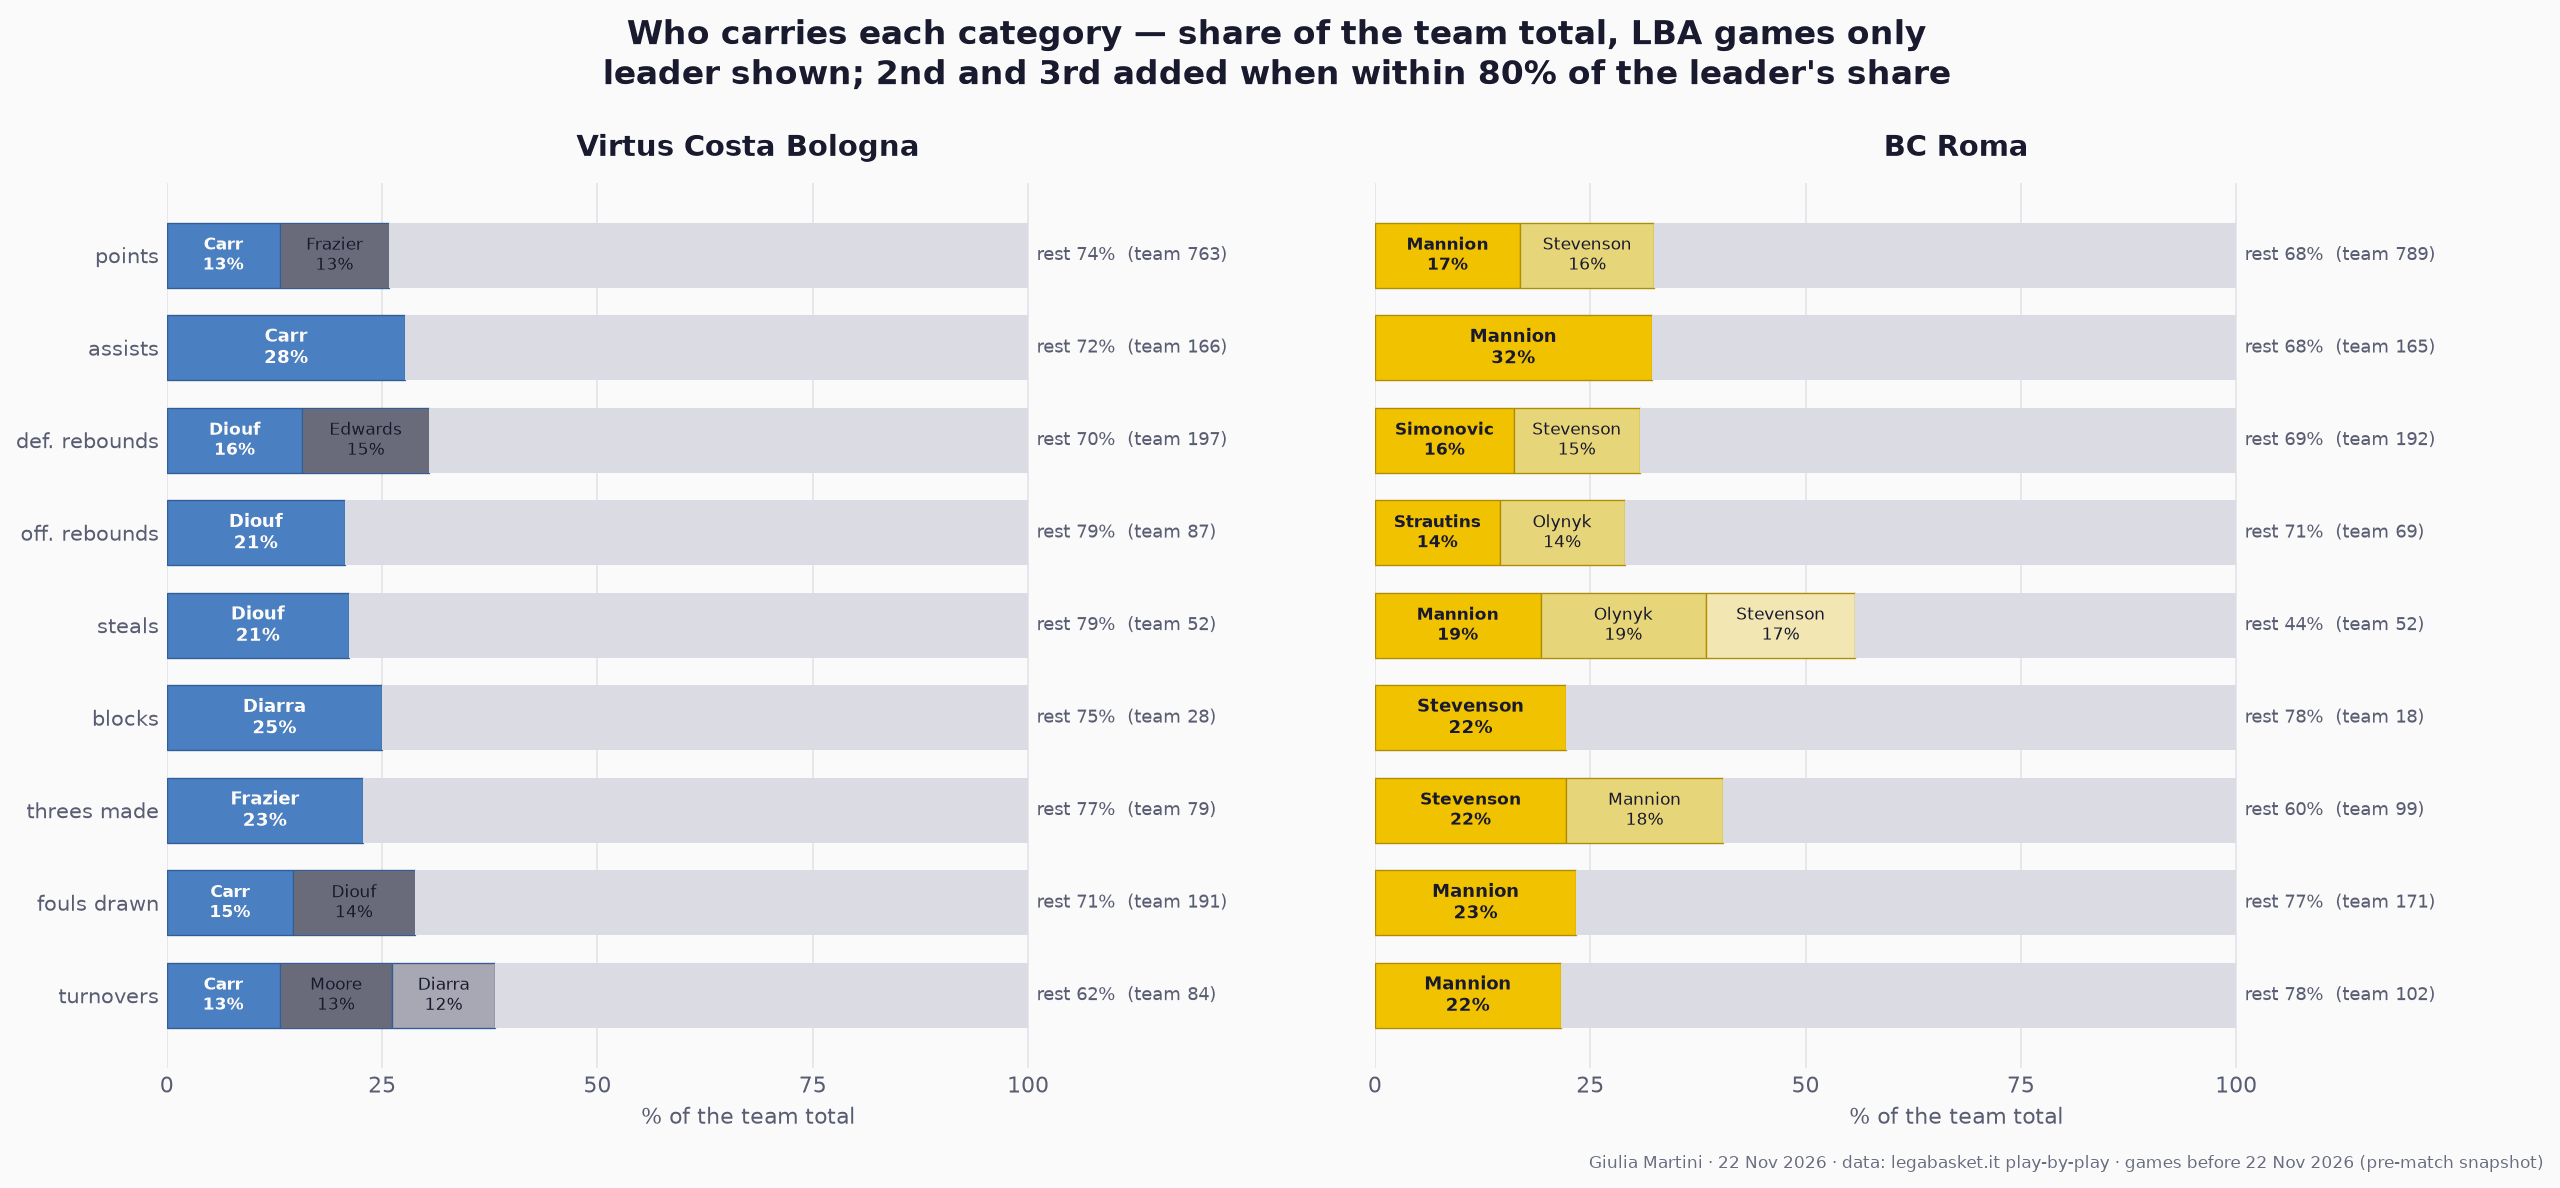 Who carries each category — share of the team total, LBA games only
leader shown; 2nd and 3rd added when within 80% of the leader's share
Virtus Costa Bologna
points
Carr
13%
Frazier
13%
rest 74% (team 763)
assists
Carr
28%
rest 72% (team 166)
def. rebounds
Diouf
16%
Edwards
15%
rest 70% (team 197)
off. rebounds
Diouf
21%
rest 79% (team 87)
steals
Diouf
21%
rest 79% (team 52)
blocks
Diarra
25%
rest 75% (team 28)
threes made
Frazier
23%
rest 77% (team 79)
fouls drawn
Carr
15%
Diouf
14%
rest 71% (team 191)
turnovers
Carr
13%
Moore
13%
Diarra
12%
rest 62% (team 84)
0 25 50 75 100
% of the team total
BC Roma
Mannion
17%
Stevenson
16%
rest 68% (team 789)
Mannion
32%
rest 68% (team 165)
Simonovic
16%
Stevenson
15%
rest 69% (team 192)
Strautins
14%
Olynyk
14%
rest 71% (team 69)
Mannion
19%
Olynyk
19%
Stevenson
17%
rest 44% (team 52)
Stevenson
22%
rest 78% (team 18)
Stevenson
22%
Mannion
18%
rest 60% (team 99)
Mannion
23%
rest 77% (team 171)
Mannion
22%
rest 78% (team 102)
0 25 50 75 100
% of the team total
Giulia Martini · 22 Nov 2026 · data: legabasket.it play-by-play · games before 22 Nov 2026 (pre-match snapshot)